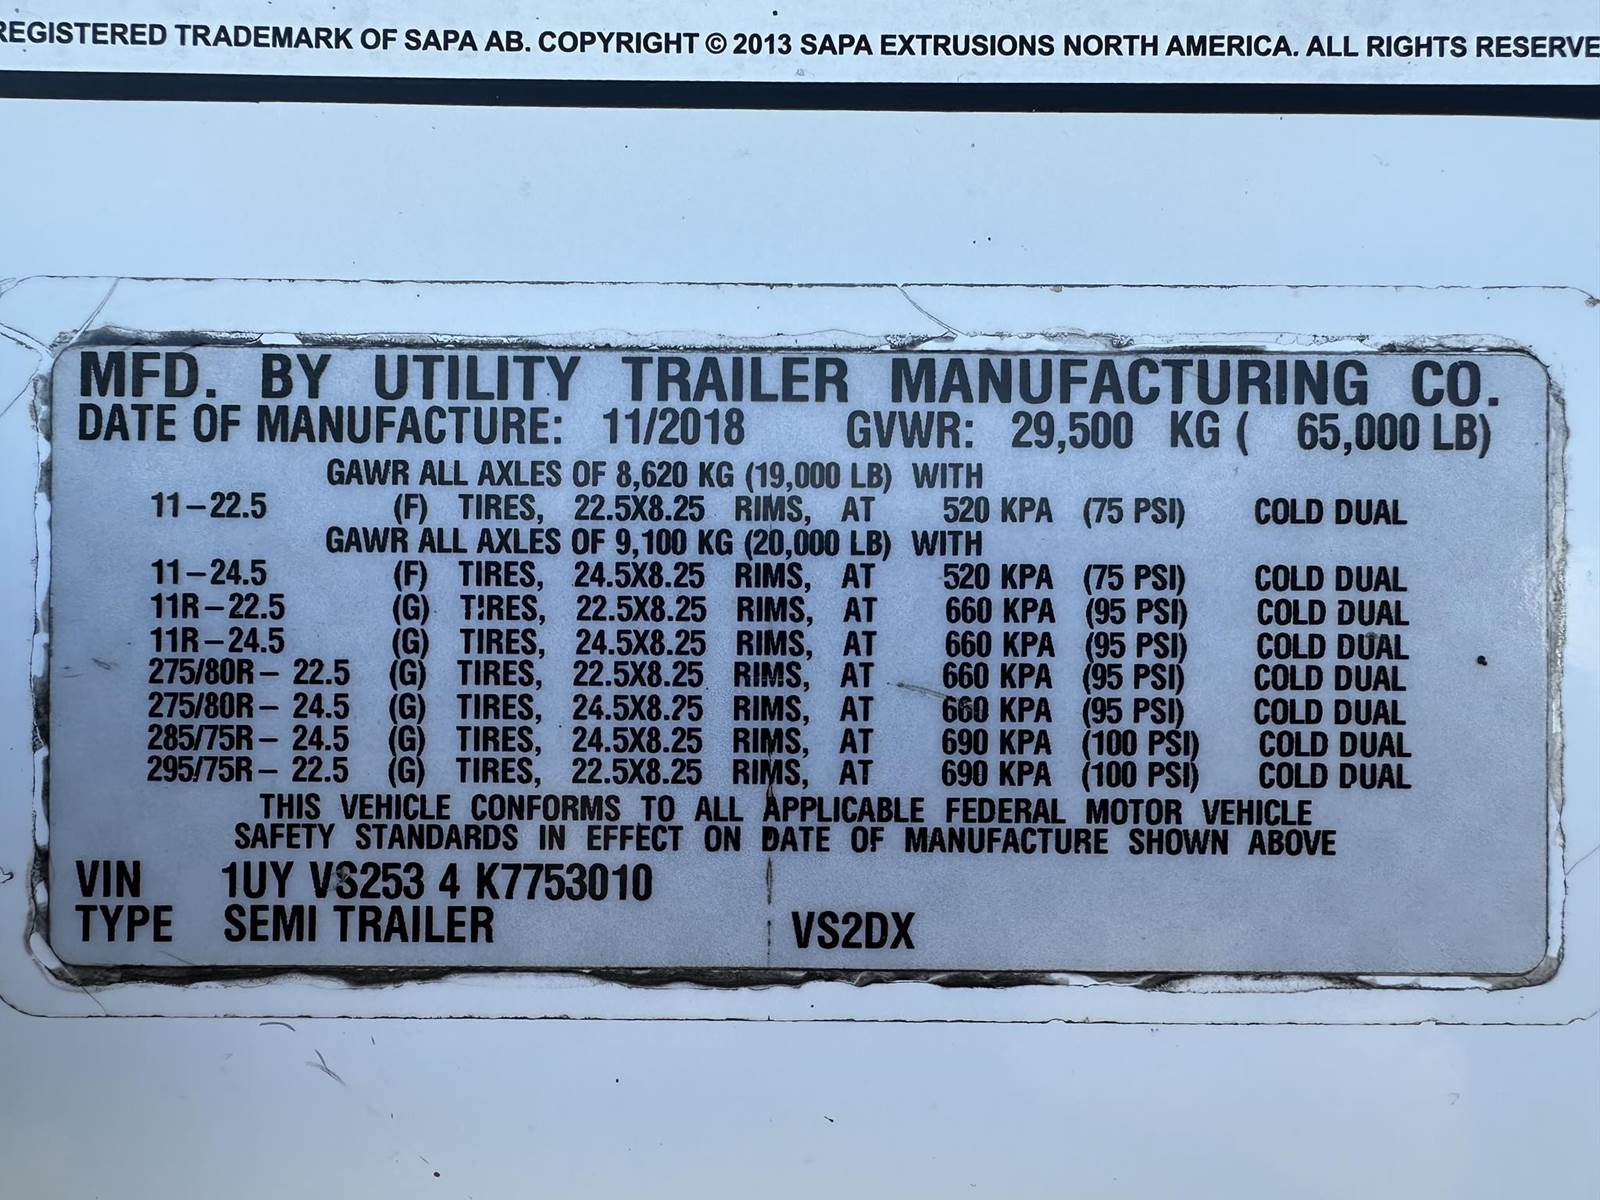 REGISTERED TRADEMARK OF SAPA AB. COPYRIGHT © 2013 SAPA EXTRUSIONS NORTH AMERICA. ALL RIGHTS RESERVE
MFD. BY UTILITY TRAILER MANUFACTURING CO.
DATE OF MANUFACTURE: 11/2018 GVWR: 29,500 KG ( 65,000 LB)
GAWR ALL AXLES OF 8,620 KG (19,000 LB) WITH
11-22.5 (F) TIRES, 22.5X8.25 RIMS, AT 520 KPA (75 PSI) COLD DUAL
GAWR ALL AXLES OF 9,100 KG (20,000 LB) WITH
11-24.5 (F) TIRES, 24.5X8.25 RIMS, AT 520 KPA (75 PSI) COLD DUAL
11R-22.5 (G) TIRES, 22.5X8.25 RIMS, AT 660 KPA (95 PSI) COLD DUAL
11R-24.5 (G) TIRES, 24.5X8.25 RIMS, AT 660 KPA (95 PSI) COLD DUAL
275/80R- 22.5 (G) TIRES, 22.5X8.25 RIMS, AT 660 KPA (95 PSI) COLD DUAL
275/80R- 24.5 (G) TIRES, 24.5X8.25 RIMS, AT 660 KPA (95 PSI) COLD DUAL
285/75R- 24.5 (G) TIRES, 24.5X8.25 RIMS, AT 690 KPA (100 PSI) COLD DUAL
295/75R- 22.5 (G) TIRES, 22.5X8.25 RIMS, AT 690 KPA (100 PSI) COLD DUAL
THIS VEHICLE CONFORMS TO ALL APPLICABLE FEDERAL MOTOR VEHICLE
SAFETY STANDARDS IN EFFECT ON DATE OF MANUFACTURE SHOWN ABOVE
VIN 1UY VS253 4 K7753010
TYPE SEMI TRAILER VS2DX